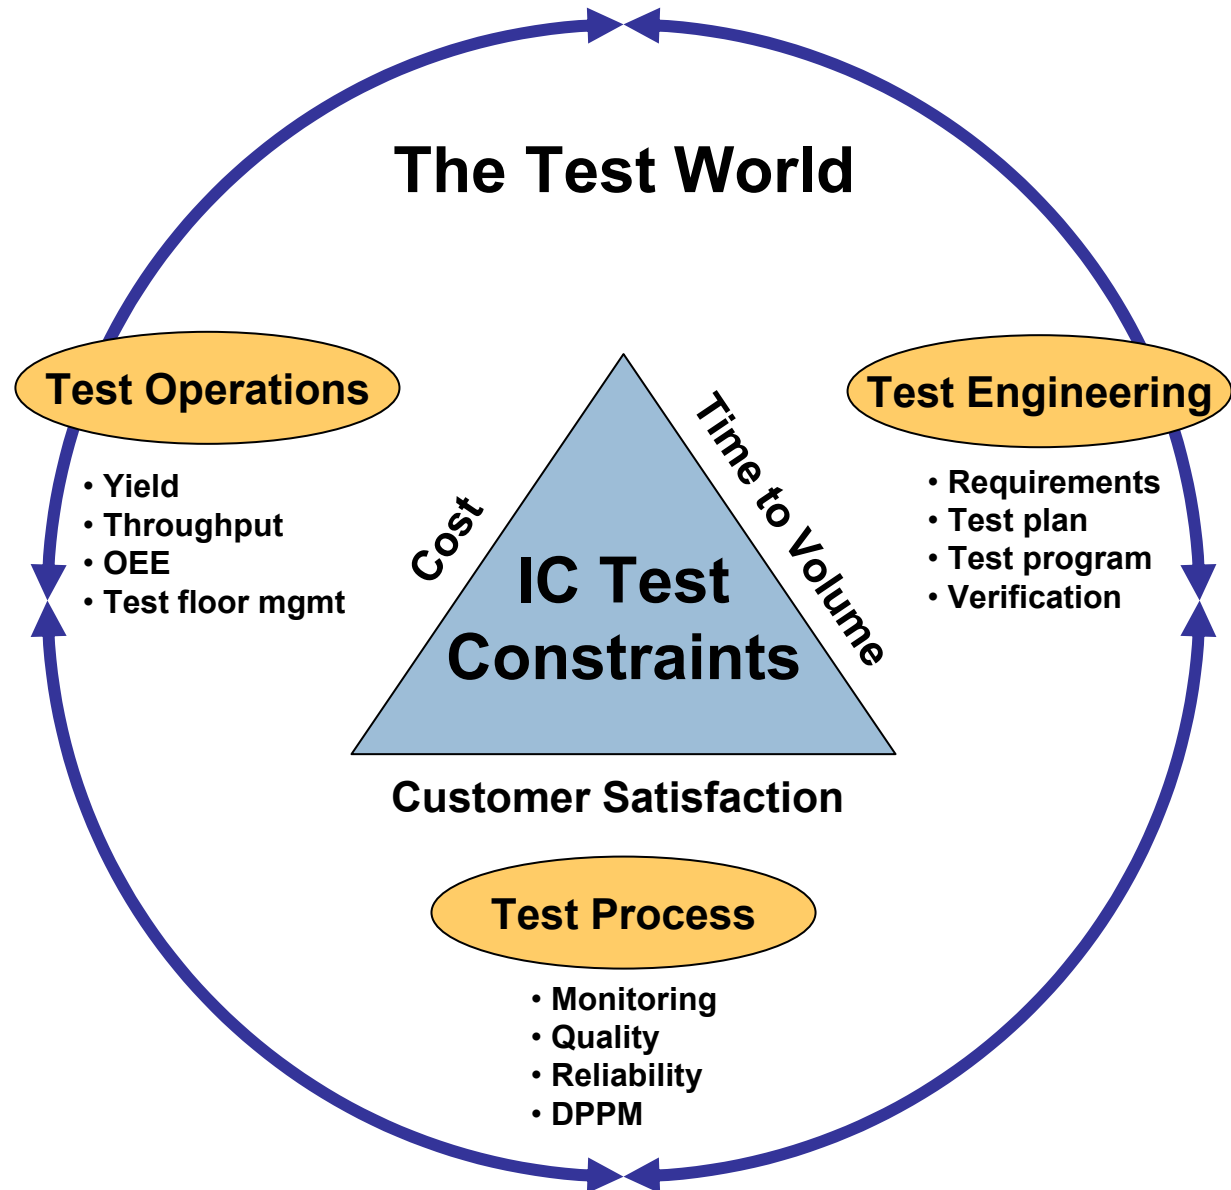 The Test World
Test Operations
• Yield
• Throughput
• OEE
• Test floor mgmt
Test Engineering
• Requirements
• Test plan
• Test program
• Verification
Cost
Time to Volume
IC Test
Constraints
Customer Satisfaction
Test Process
• Monitoring
• Quality
• Reliability
• DPPM